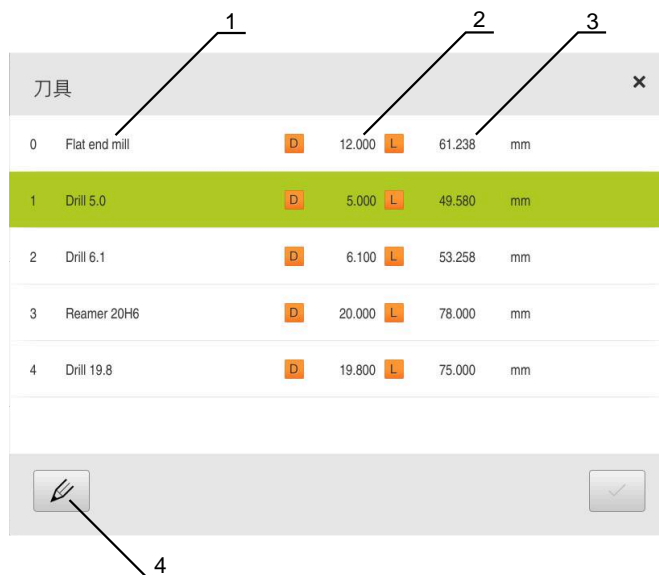 1 2 3
刀具
0 Flat end mill D 12.000 L 61.238 mm
1 Drill 5.0 D 5.000 L 49.580 mm
2 Drill 6.1 D 6.100 L 53.258 mm
3 Reamer 20H6 D 20.000 L 78.000 mm
4 Drill 19.8 D 19.800 L 75.000 mm
4